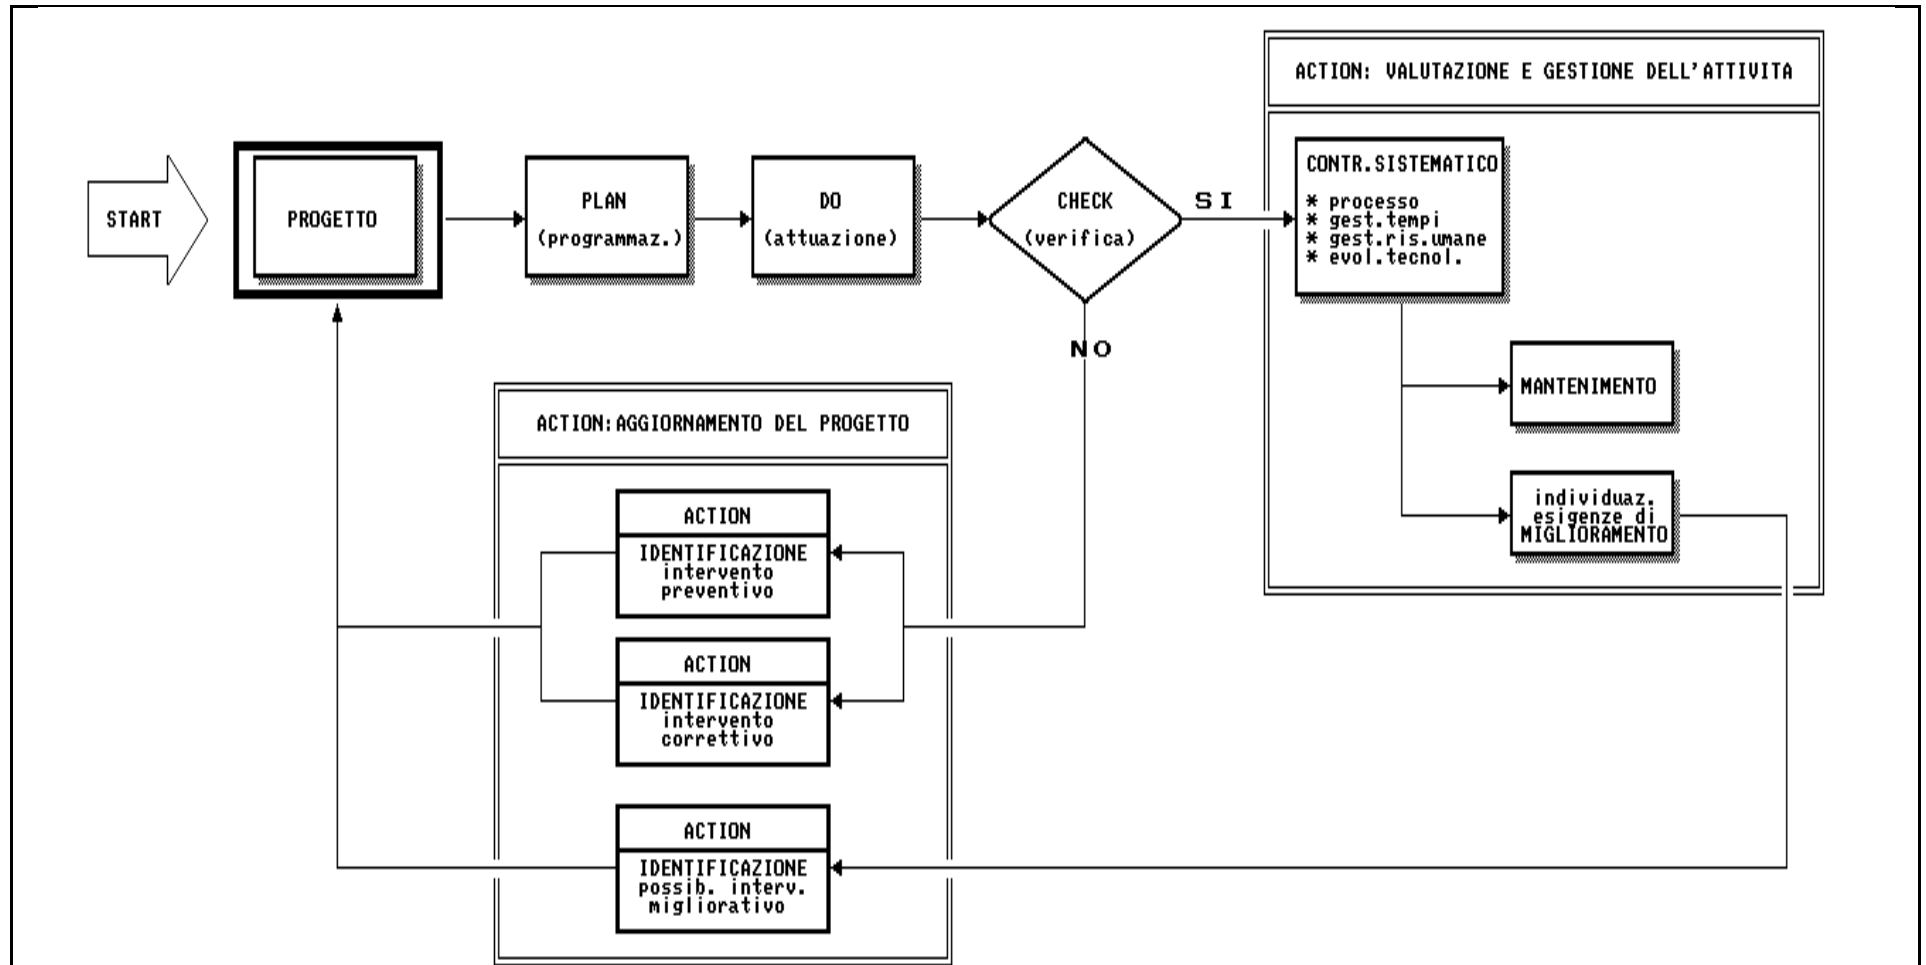 ACTION: VALUTAZIONE E GESTIONE DELL'ATTIVITA
START
PROGETTO
PLAN
(programmaz.)
DO
(attuazione)
CHECK
(verifica)
SI
CONTR.SISTEMATICO
* processo
* gest.tempi
* gest.ris.umane
* evol.tecnol.
NO
MANTENIMENTO
individuaz.
esigenze di
MIGLIORAMENTO
ACTION:AGGIORNAMENTO DEL PROGETTO
ACTION
IDENTIFICAZIONE
intervento
preventivo
ACTION
IDENTIFICAZIONE
intervento
correttivo
ACTION
IDENTIFICAZIONE
possib. interv.
migliorativo